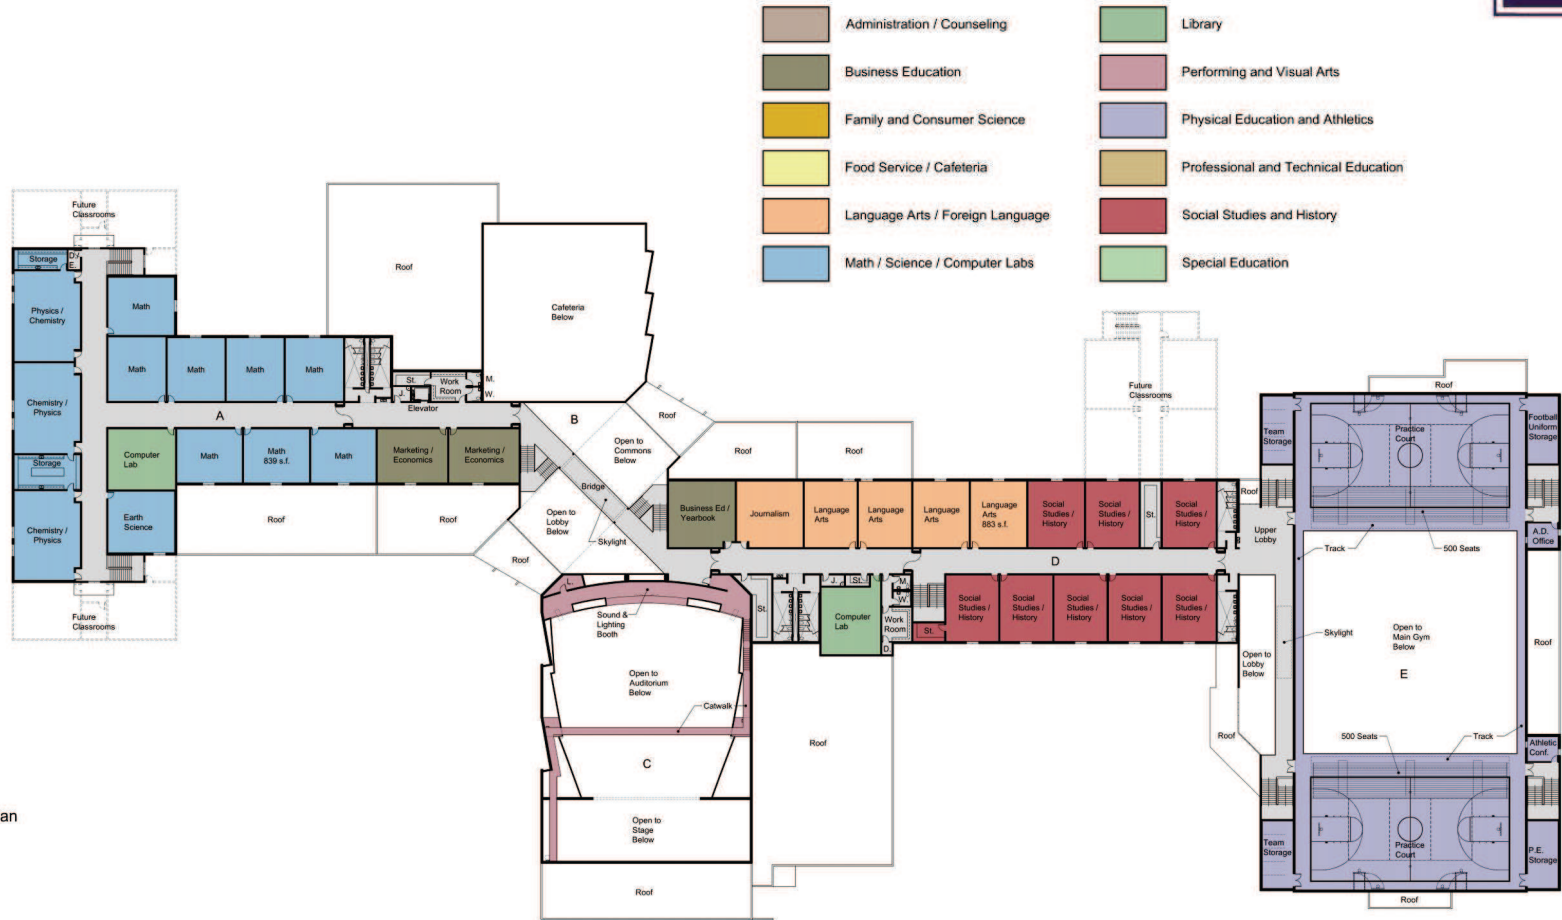 Administration / Counseling
Business Education
Family and Consumer Science
Food Service / Cafeteria
Language Arts / Foreign Language
Math / Science / Computer Labs
Library
Performing and Visual Arts
Physical Education and Athletics
Professional and Technical Education
Social Studies and History
Special Education
Future
Classrooms
Storage
D./
E.
Physics /
Chemistry
Math
Math
Math
Math
Math
Chemistry /
Physics
A
Storage
Computer
Lab
Math
Math
839 s.f.
Math
Marketing /
Economics
Marketing /
Economics
Chemistry /
Physics
Earth
Science
Future
Classrooms
Roof
Roof
Roof
Cafeteria
Below
St.
J.
Work
Room
M.
W.
Elevator
B
Roof
Open to
Commons
Below
Bridge
Open to
Lobby
Below
Skylight
Roof
Roof
Roof
Business Ed /
Yearbook
Journalism
Language
Arts
Language
Arts
Language
Arts
Language
Arts
883 s.f.
Social
Studies /
History
Social
Studies /
History
St.
Social
Studies /
History
Future
Classrooms
D
L.
Sound &
Lighting
Booth
St.
J.
St.
M.
W.
Computer
Lab
Work
Room
D.
St.
Social
Studies /
History
Social
Studies /
History
Social
Studies /
History
Social
Studies /
History
Social
Studies /
History
Open to
Auditorium
Below
Catwalk
C
Open to
Stage
Below
Roof
Roof
Roof
Upper
Lobby
Open to
Lobby
Below
Roof
Skylight
Roof
Team
Storage
Practice
Court
Football
Uniform
Storage
Track
500 Seats
A.D.
Office
Open to
Main Gym
Below
E
Roof
500 Seats
Track
Athletic
Conf.
Team
Storage
Practice
Court
P.E.
Storage
Roof
an